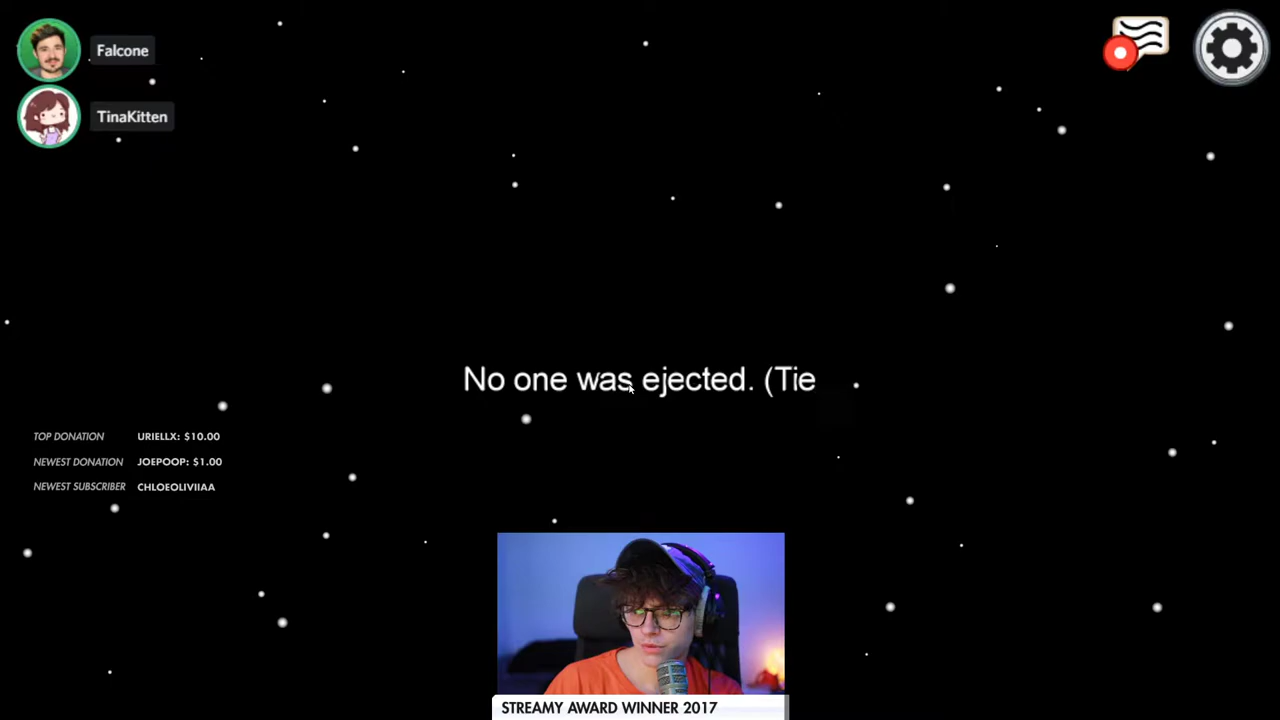 Falcone
TinaKitten
No one was ejected. (Tie
TOP DONATION URIELLX: $10.00
NEWEST DONATION JOEPOOP: $1.00
NEWEST SUBSCRIBER CHLOEOLIVIIAA
STREAMY AWARD WINNER 2017